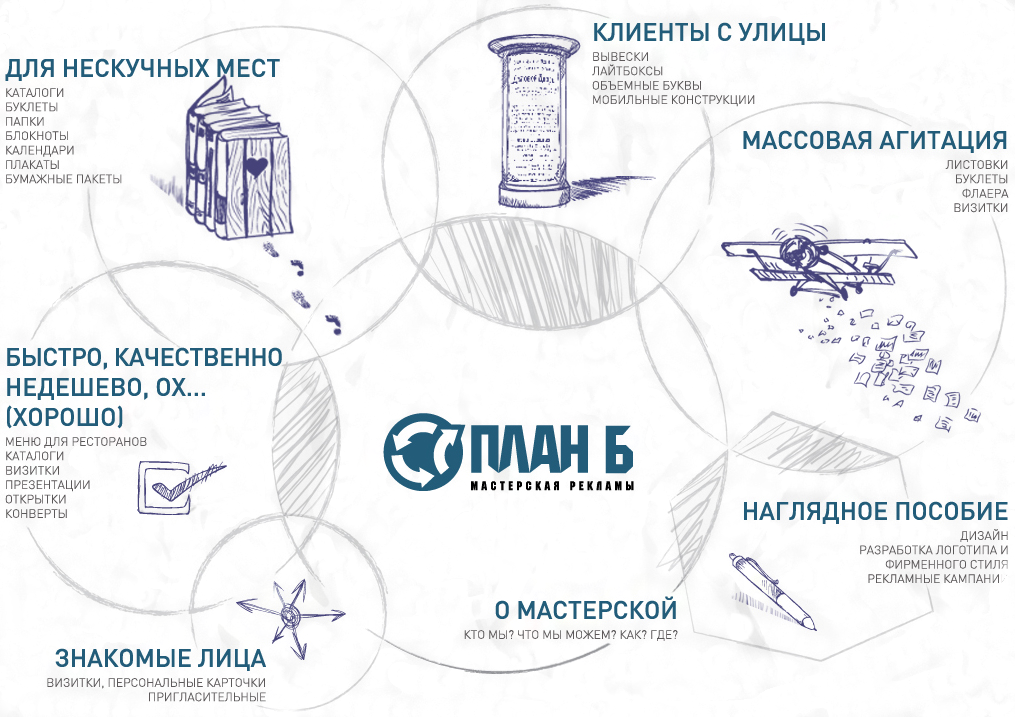 ДЛЯ НЕСКУЧНЫХ МЕСТ
КАТАЛОГИ
БУКЛЕТЫ
ПАПКИ
БЛОКНОТЫ
КАЛЕНДАРИ
ПЛАКАТЫ
БУМАЖНЫЕ ПАКЕТЫ
КЛИЕНТЫ С УЛИЦЫ
ВЫВЕСКИ
ЛАЙТБОКСЫ
ОБЪЕМНЫЕ БУКВЫ
МОБИЛЬНЫЕ КОНСТРУКЦИИ
МАССОВАЯ АГИТАЦИЯ
ЛИСТОВКИ
БУКЛЕТЫ
ФЛАЕРА
ВИЗИТКИ
БЫСТРО, КАЧЕСТВЕННО
НЕДЕШЕВО, ОХ...
(ХОРОШО)
МЕНЮ ДЛЯ РЕСТОРАНОВ
КАТАЛОГИ
ВИЗИТКИ
ПРЕЗЕНТАЦИИ
ОТКРЫТКИ
КОНВЕРТЫ
ПЛАН Б
МАСТЕРСКАЯ РЕКЛАМЫ
НАГЛЯДНОЕ ПОСОБИЕ
ДИЗАЙН
РАЗРАБОТКА ЛОГОТИПА И
ФИРМЕННОГО СТИЛЯ
РЕКЛАМНЫЕ КАМПАНИ
О МАСТЕРСКОЙ
КТО МЫ? ЧТО МЫ МОЖЕМ? КАК? ГДЕ?
ЗНАКОМЫЕ ЛИЦА
ВИЗИТКИ, ПЕРСОНАЛЬНЫЕ КАРТОЧКИ
ПРИГЛАСИТЕЛЬНЫЕ